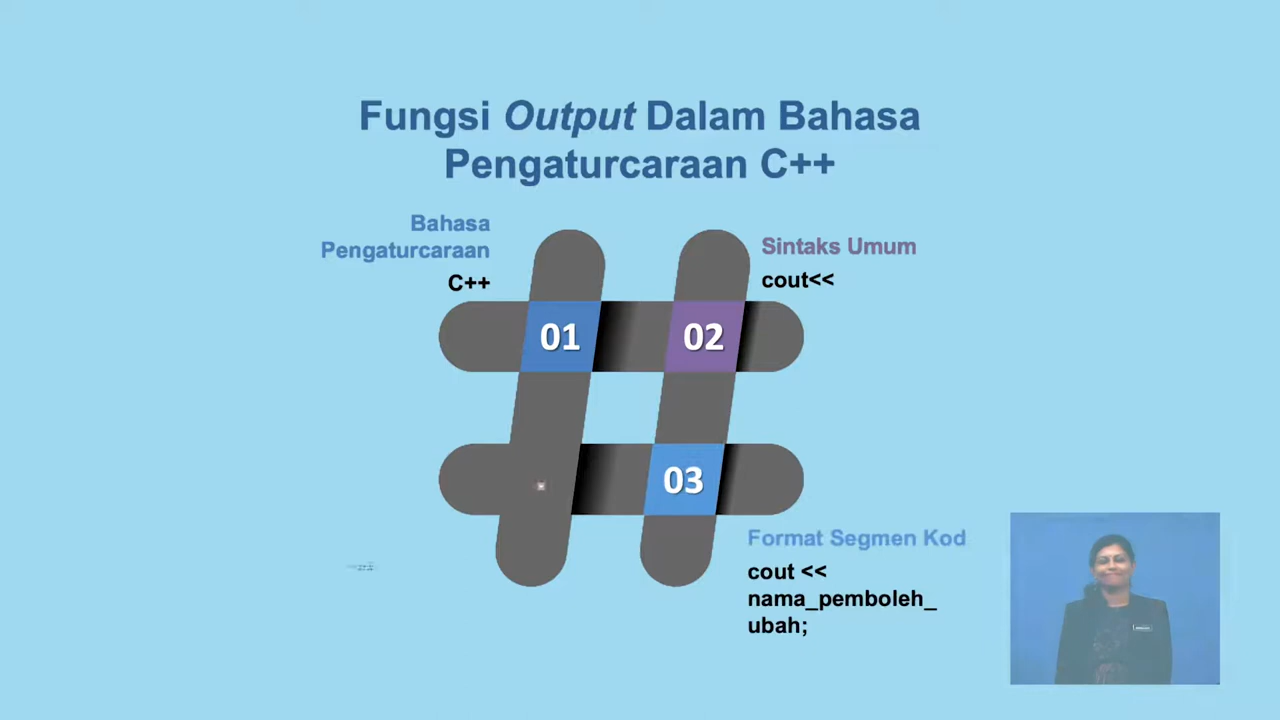 Fungsi Output Dalam Bahasa
Pengaturcaraan C++
Bahasa
Pengaturcaraan
C++
Sintaks Umum
cout<<
01
02
03
Format Segmen Kod
cout <<
nama_pemboleh_
ubah;